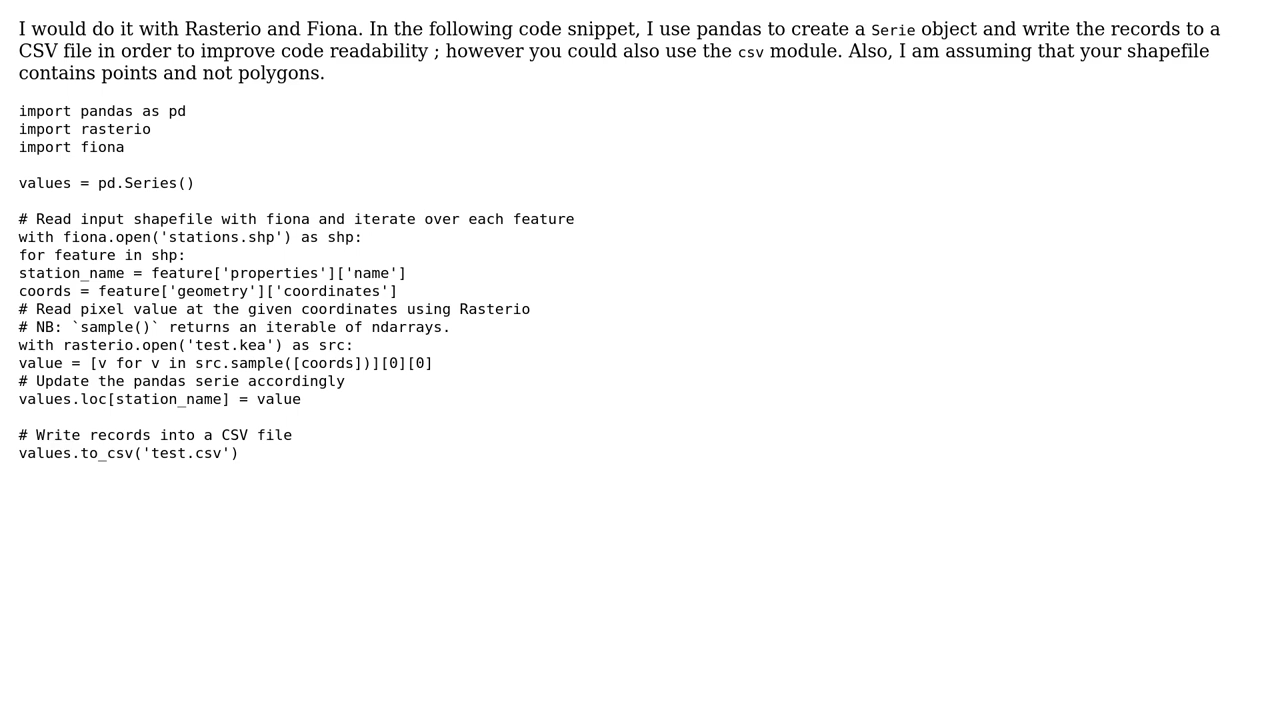 I would do it with Rasterio and Fiona. In the following code snippet, I use pandas to create a Serie object and write the records to a
CSV file in order to improve code readability ; however you could also use the csv module. Also, I am assuming that your shapefile
contains points and not polygons.

import pandas as pd
import rasterio
import fiona

values = pd.Series()

# Read input shapefile with fiona and iterate over each feature
with fiona.open('stations.shp') as shp:
for feature in shp:
station_name = feature['properties']['name']
coords = feature['geometry']['coordinates']
# Read pixel value at the given coordinates using Rasterio
# NB: `sample()` returns an iterable of ndarrays.
with rasterio.open('test.kea') as src:
value = [v for v in src.sample([coords])][0][0]
# Update the pandas serie accordingly
values.loc[station_name] = value

# Write records into a CSV file
values.to_csv('test.csv')